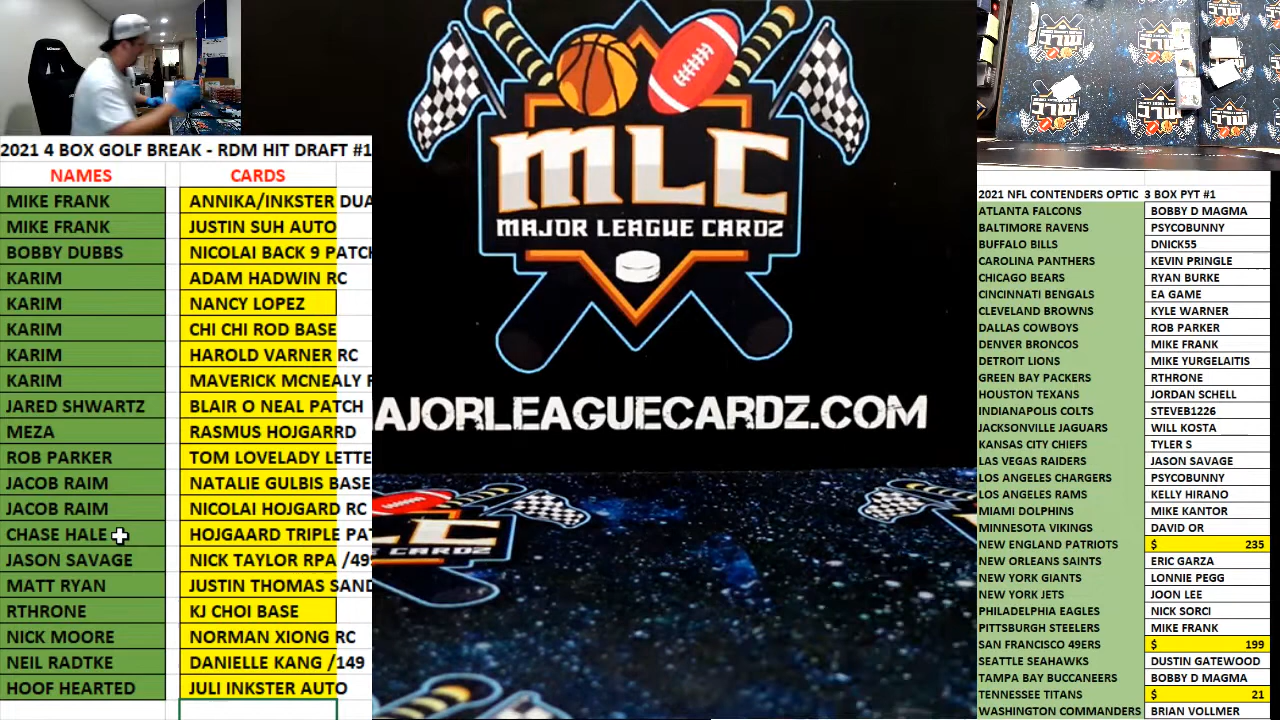 2021 4 BOX GOLF BREAK - RDM HIT DRAFT #1
NAMES CARDS
MIKE FRANK ANNIKA/INKSTER DUA
MIKE FRANK JUSTIN SUH AUTO
BOBBY DUBBS NICOLAI BACK 9 PATCH
KARIM ADAM HADWIN RC
KARIM NANCY LOPEZ
KARIM CHI CHI ROD BASE
KARIM HAROLD VARNER RC
KARIM MAVERICK MCNEALY R
JARED SHWARTZ BLAIR O NEAL PATCH
MEZA RASMUS HOJGARRD
ROB PARKER TOM LOVELADY LETTE
JACOB RAIM NATALIE GULBIS BASE
JACOB RAIM NICOLAI HOJGARD RC
CHASE HALE HOJGAARD TRIPLE PAT
JASON SAVAGE NICK TAYLOR RPA /49
MATT RYAN JUSTIN THOMAS SAND
RTHRONE KJ CHOI BASE
NICK MOORE NORMAN XIONG RC
NEIL RADTKE DANIELLE KANG /149
HOOF HEARTED JULI INKSTER AUTO
MLC
MAJOR LEAGUE CARDZ
AJORLEAGUECARDZ.COM
LC
E CARDZ
2021 NFL CONTENDERS OPTIC 3 BOX PYT #1
ATLANTA FALCONS BOBBY D MAGMA
BALTIMORE RAVENS PSYCOBUNNY
BUFFALO BILLS DNICK55
CAROLINA PANTHERS KEVIN PRINGLE
CHICAGO BEARS RYAN BURKE
CINCINNATI BENGALS EA GAME
CLEVELAND BROWNS KYLE WARNER
DALLAS COWBOYS ROB PARKER
DENVER BRONCOS MIKE FRANK
DETROIT LIONS MIKE YURGELAITIS
GREEN BAY PACKERS RTHRONE
HOUSTON TEXANS JORDAN SCHELL
INDIANAPOLIS COLTS STEVEB1226
JACKSONVILLE JAGUARS WILL KOSTA
KANSAS CITY CHIEFS TYLER S
LAS VEGAS RAIDERS JASON SAVAGE
LOS ANGELES CHARGERS PSYCOBUNNY
LOS ANGELES RAMS KELLY HIRANO
MIAMI DOLPHINS MIKE KANTOR
MINNESOTA VIKINGS DAVID OR
NEW ENGLAND PATRIOTS $ 235
NEW ORLEANS SAINTS ERIC GARZA
NEW YORK GIANTS LONNIE PEGG
NEW YORK JETS JOON LEE
PHILADELPHIA EAGLES NICK SORCI
PITTSBURGH STEELERS MIKE FRANK
SAN FRANCISCO 49ERS $ 199
SEATTLE SEAHAWKS DUSTIN GATEWOOD
TAMPA BAY BUCCANEERS BOBBY D MAGMA
TENNESSEE TITANS $ 21
WASHINGTON COMMANDERS BRIAN VOLLMER